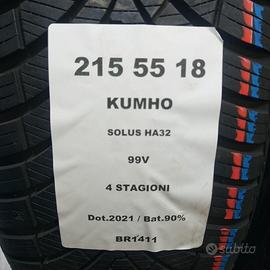 215 55 18
KUMHO
SOLUS HA32
99V
4 STAGIONI
Dot.2021 / Bat.90%
BR1411
subito